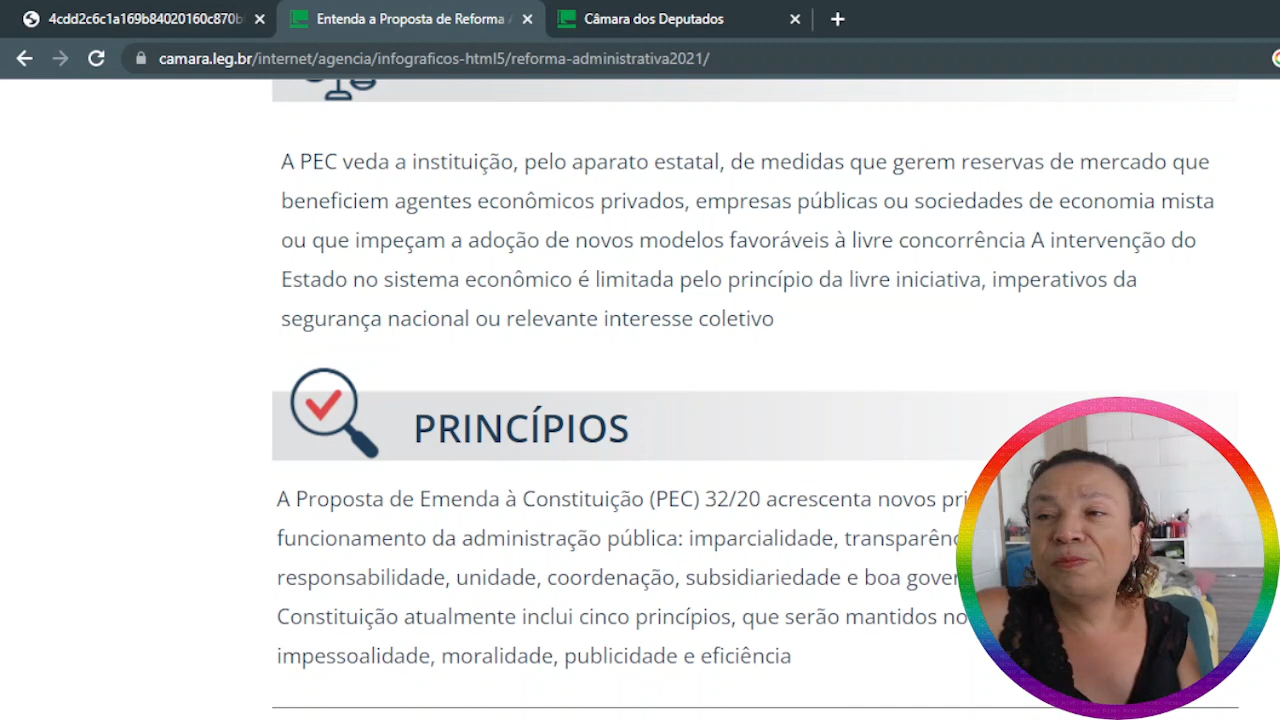 4cdd2c6c1a169b84020160c870b
Entenda a Proposta de Reforma
Câmara dos Deputados
camara.leg.br/internet/agencia/infograficos-html5/reforma-administrativa2021/
A PEC veda a instituição, pelo aparato estatal, de medidas que gerem reservas de mercado que
beneficiem agentes econômicos privados, empresas públicas ou sociedades de economia mista
ou que impeçam a adoção de novos modelos favoráveis à livre concorrência A intervenção do
Estado no sistema econômico é limitada pelo princípio da livre iniciativa, imperativos da
segurança nacional ou relevante interesse coletivo
PRINCÍPIOS
A Proposta de Emenda à Constituição (PEC) 32/20 acrescenta novos
funcionamento da administração pública: imparcialidade,
responsabilidade, unidade, coordenação, subsidiariedade e boa
Constituição atualmente inclui cinco princípios, que serão mantidos
impessoalidade, moralidade, publicidade e eficiência